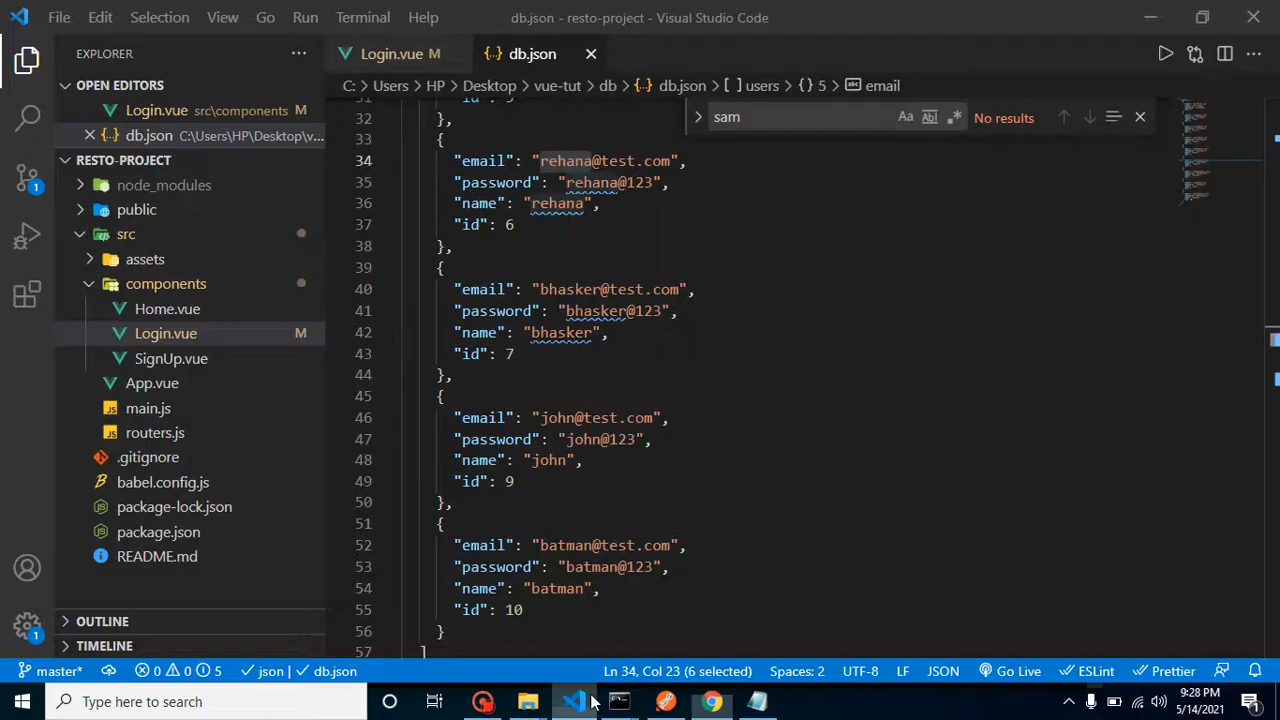 File Edit Selection View Go Run Terminal Help
db.json - resto-project - Visual Studio Code
EXPLORER
Login.vue M
db.json
OPEN EDITORS
Login.vue src\components M
db.json C:\Users\HP\Desktop\v...
RESTO-PROJECT
node_modules
public
src
assets
components
Home.vue
Login.vue M
SignUp.vue
App.vue
main.js
routers.js
.gitignore
babel.config.js
package-lock.json
package.json
README.md
OUTLINE
TIMELINE
C: > Users > HP > Desktop > vue-tut > db > {..} db.json > [ ] users > {} 5 > abc email
sam Aa Abl .* No results
32 },
33 {
34 "email": "rehana@test.com",
35 "password": "rehana@123",
36 "name": "rehana",
37 "id": 6
38 },
39 {
40 "email": "bhasker@test.com",
41 "password": "bhasker@123",
42 "name": "bhasker",
43 "id": 7
44 },
45 {
46 "email": "john@test.com",
47 "password": "john@123",
48 "name": "john",
49 "id": 9
50 },
51 {
52 "email": "batman@test.com",
53 "password": "batman@123",
54 "name": "batman",
55 "id": 10
56 }
57 ]
1
1
master* 0 0 5 json | db.json Ln 34, Col 23 (6 selected) Spaces: 2 UTF-8 LF JSON Go Live ESLint Prettier
Type here to search
9:28 PM
5/14/2021
1